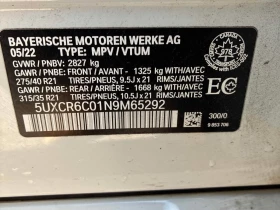 BAYERISCHE MOTOREN WERKE AG
05/22 TYPE: MPV / VTUM
GVWR / PNBV: 2827 kg
GAWR / PNBE: FRONT / AVANT - 1325 kg WITH/AVEC
275/40 R21 TIRES/PNEUS, 9.5J x 21 RIMS/JANTES
GAWR / PNBE: REAR/ARRIÈRE - 1668 kg WITH/AVEC
315/35 R21 TIRES/PNEUS, 10.5J x 21 RIMS/JANTES
5UXCR6C01N9M65292
CANADA
978
EC
300/0